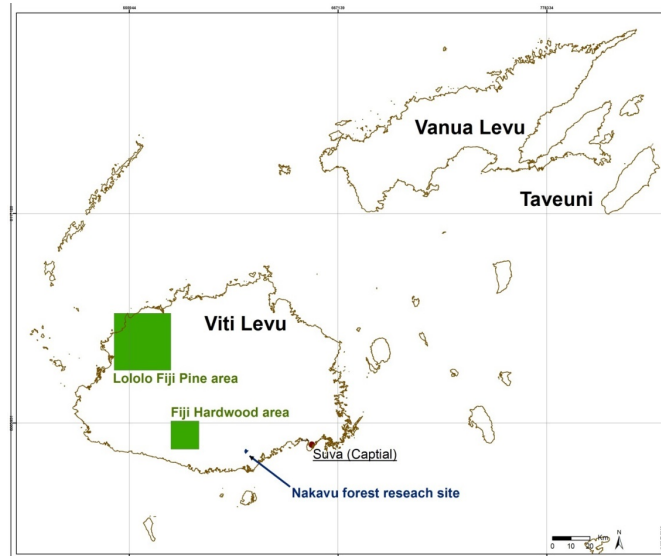 Vanua Levu
Taveuni
Viti Levu
Lololo Fiji Pine area
Fiji Hardwood area
Suva (Captial)
Nakavu forest reseach site
Km
0 10 20
N